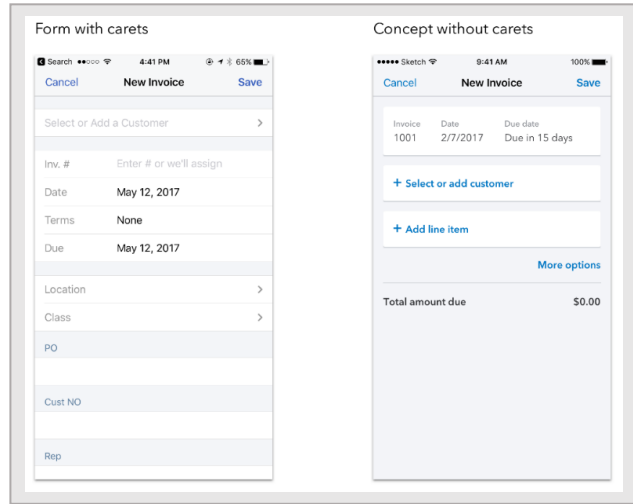 Form with carets
Search 4:41 PM 65%
Cancel New Invoice Save
Select or Add a Customer
Inv. # Enter # or we'll assign
Date May 12, 2017
Terms None
Due May 12, 2017
Location
Class
PO
Cust NO
Rep
Concept without carets
Sketch 9:41 AM 100%
Cancel New Invoice Save
Invoice Date Due date
1001 2/7/2017 Due in 15 days
+ Select or add customer
+ Add line item
More options
Total amount due $0.00